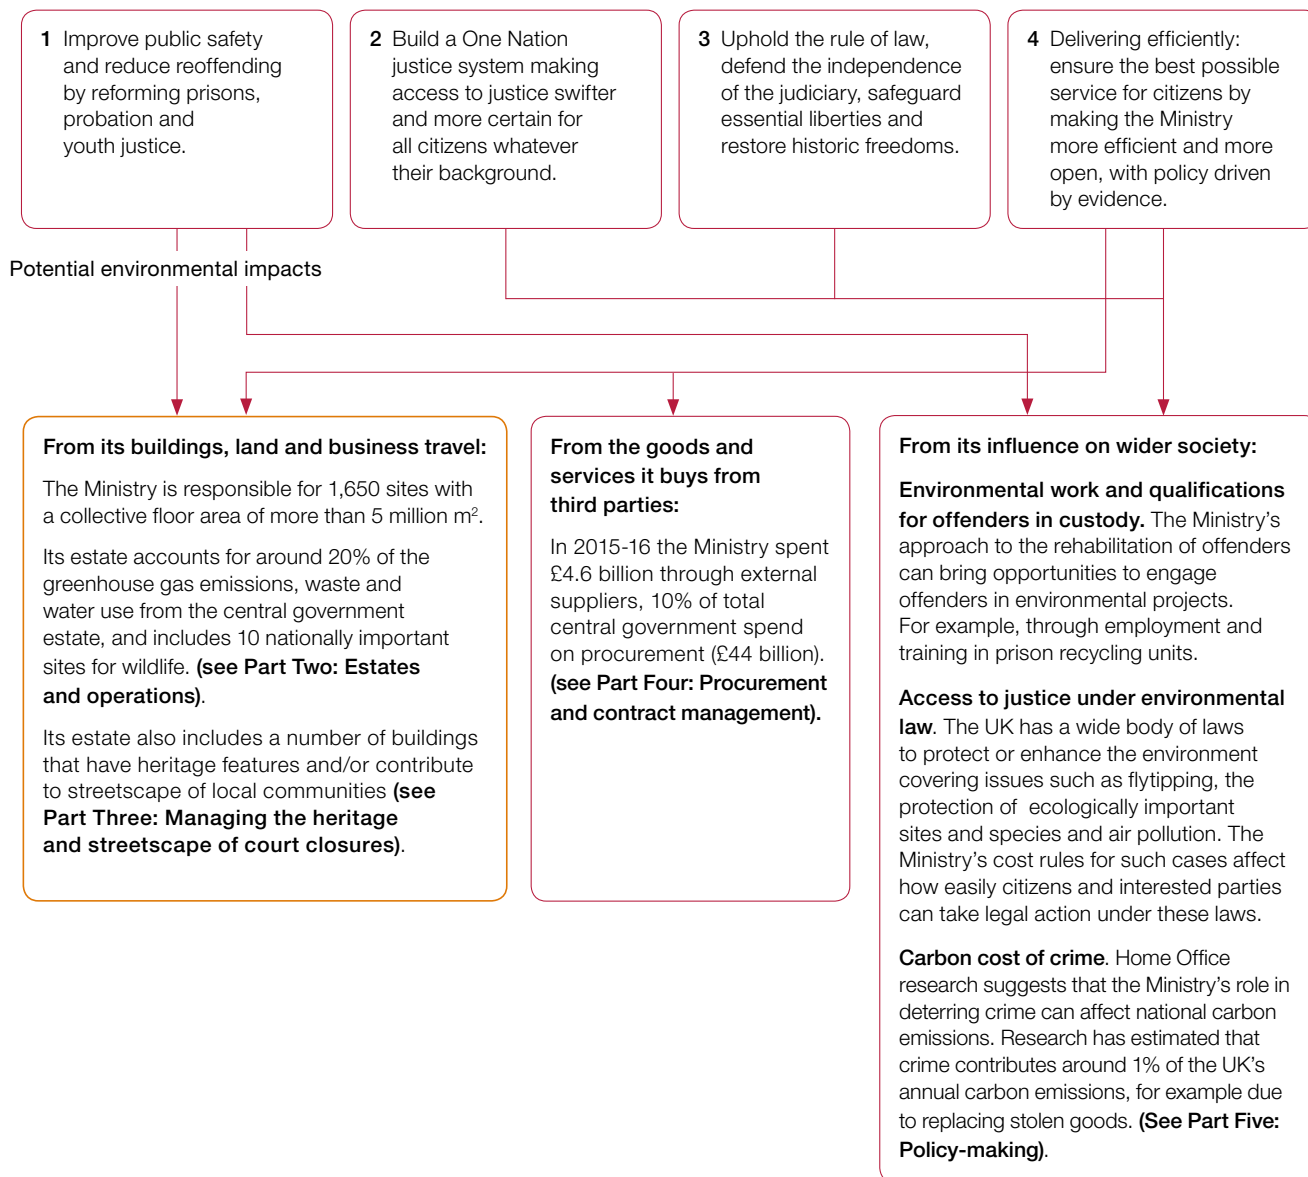 1 Improve public safety
and reduce reoffending
by reforming prisons,
probation and
youth justice.
2 Build a One Nation
justice system making
access to justice swifter
and more certain for
all citizens whatever
their background.
3 Uphold the rule of law,
defend the independence
of the judiciary, safeguard
essential liberties and
restore historic freedoms.
4 Delivering efficiently:
ensure the best possible
service for citizens by
making the Ministry
more efficient and more
open, with policy driven
by evidence.
Potential environmental impacts
From its buildings, land and business travel:
The Ministry is responsible for 1,650 sites with
a collective floor area of more than 5 million m².
Its estate accounts for around 20% of the
greenhouse gas emissions, waste and
water use from the central government
estate, and includes 10 nationally important
sites for wildlife. (see Part Two: Estates
and operations).
Its estate also includes a number of buildings
that have heritage features and/or contribute
to streetscape of local communities (see
Part Three: Managing the heritage
and streetscape of court closures).
From the goods and
services it buys from
third parties:
In 2015-16 the Ministry spent
£4.6 billion through external
suppliers, 10% of total
central government spend
on procurement (£44 billion).
(see Part Four: Procurement
and contract management).
From its influence on wider society:
Environmental work and qualifications
for offenders in custody. The Ministry's
approach to the rehabilitation of offenders
can bring opportunities to engage
offenders in environmental projects.
For example, through employment and
training in prison recycling units.
Access to justice under environmental
law. The UK has a wide body of laws
to protect or enhance the environment
covering issues such as flytipping, the
protection of ecologically important
sites and species and air pollution. The
Ministry's cost rules for such cases affect
how easily citizens and interested parties
can take legal action under these laws.
Carbon cost of crime. Home Office
research suggests that the Ministry's role in
deterring crime can affect national carbon
emissions. Research has estimated that
crime contributes around 1% of the UK's
annual carbon emissions, for example due
to replacing stolen goods. (See Part Five:
Policy-making).